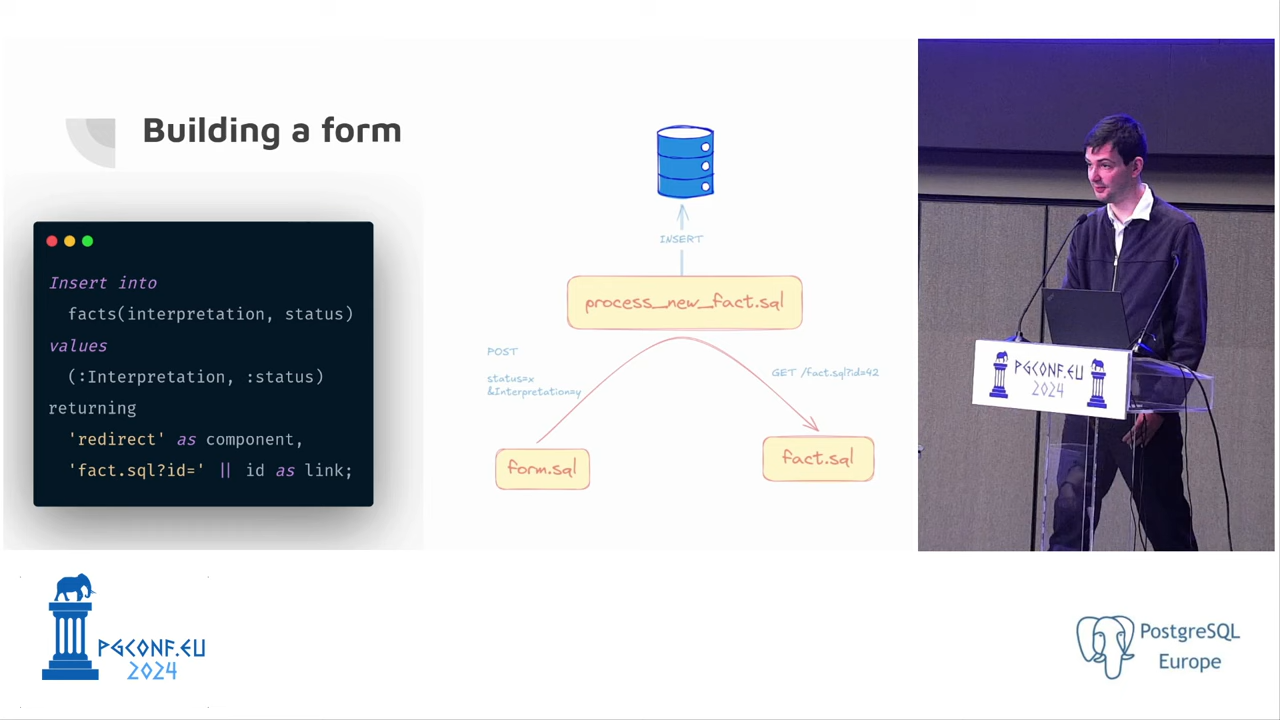 Building a form
Insert into
facts(interpretation, status)
values
(:Interpretation, :status)
returning
'redirect' as component,
'fact.sql?id=' || id as link;
INSERT
process_new_fact.sql
POST
status=x
&Interpretation=y
GET /fact.sql?id=42
form.sql
fact.sql
PGCONF.EU
2024
PGCONF.EU
2024
PostgreSQL
Europe